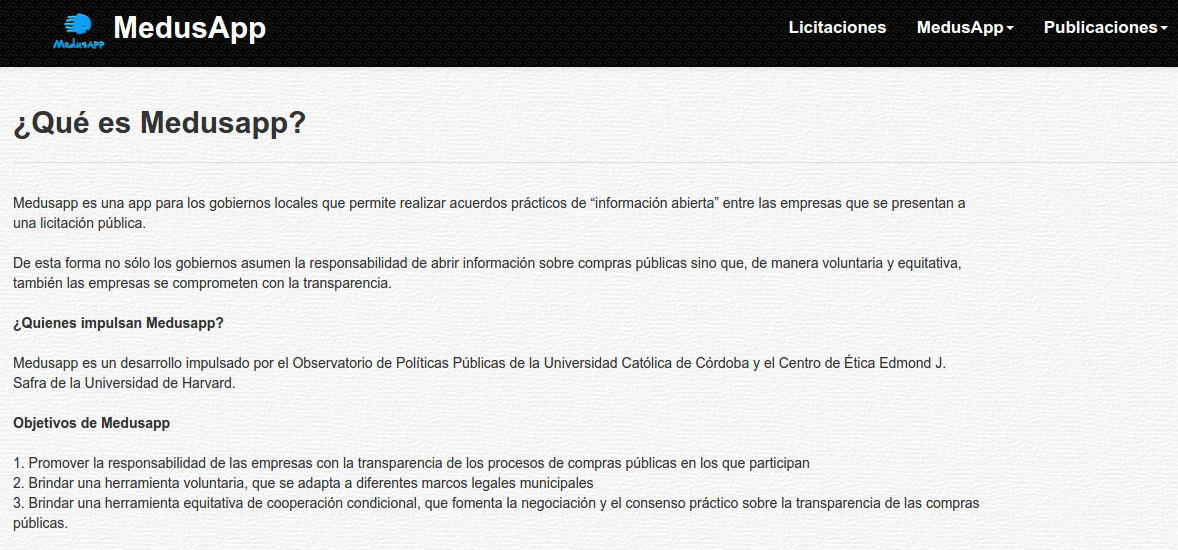 MedusApp
MedusApp
Licitaciones
MedusApp
Publicaciones
¿Qué es Medusapp?
Medusapp es una app para los gobiernos locales que permite realizar acuerdos prácticos de “información abierta” entre las empresas que se presentan a
una licitación pública.
De esta forma no sólo los gobiernos asumen la responsabilidad de abrir información sobre compras públicas sino que, de manera voluntaria y equitativa,
también las empresas se comprometen con la transparencia.
¿Quienes impulsan Medusapp?
Medusapp es un desarrollo impulsado por el Observatorio de Políticas Públicas de la Universidad Católica de Córdoba y el Centro de Ética Edmond J.
Safra de la Universidad de Harvard.
Objetivos de Medusapp
1. Promover la responsabilidad de las empresas con la transparencia de los procesos de compras públicas en los que participan
2. Brindar una herramienta voluntaria, que se adapta a diferentes marcos legales municipales
3. Brindar una herramienta equitativa de cooperación condicional, que fomenta la negociación y el consenso práctico sobre la transparencia de las compras
públicas.